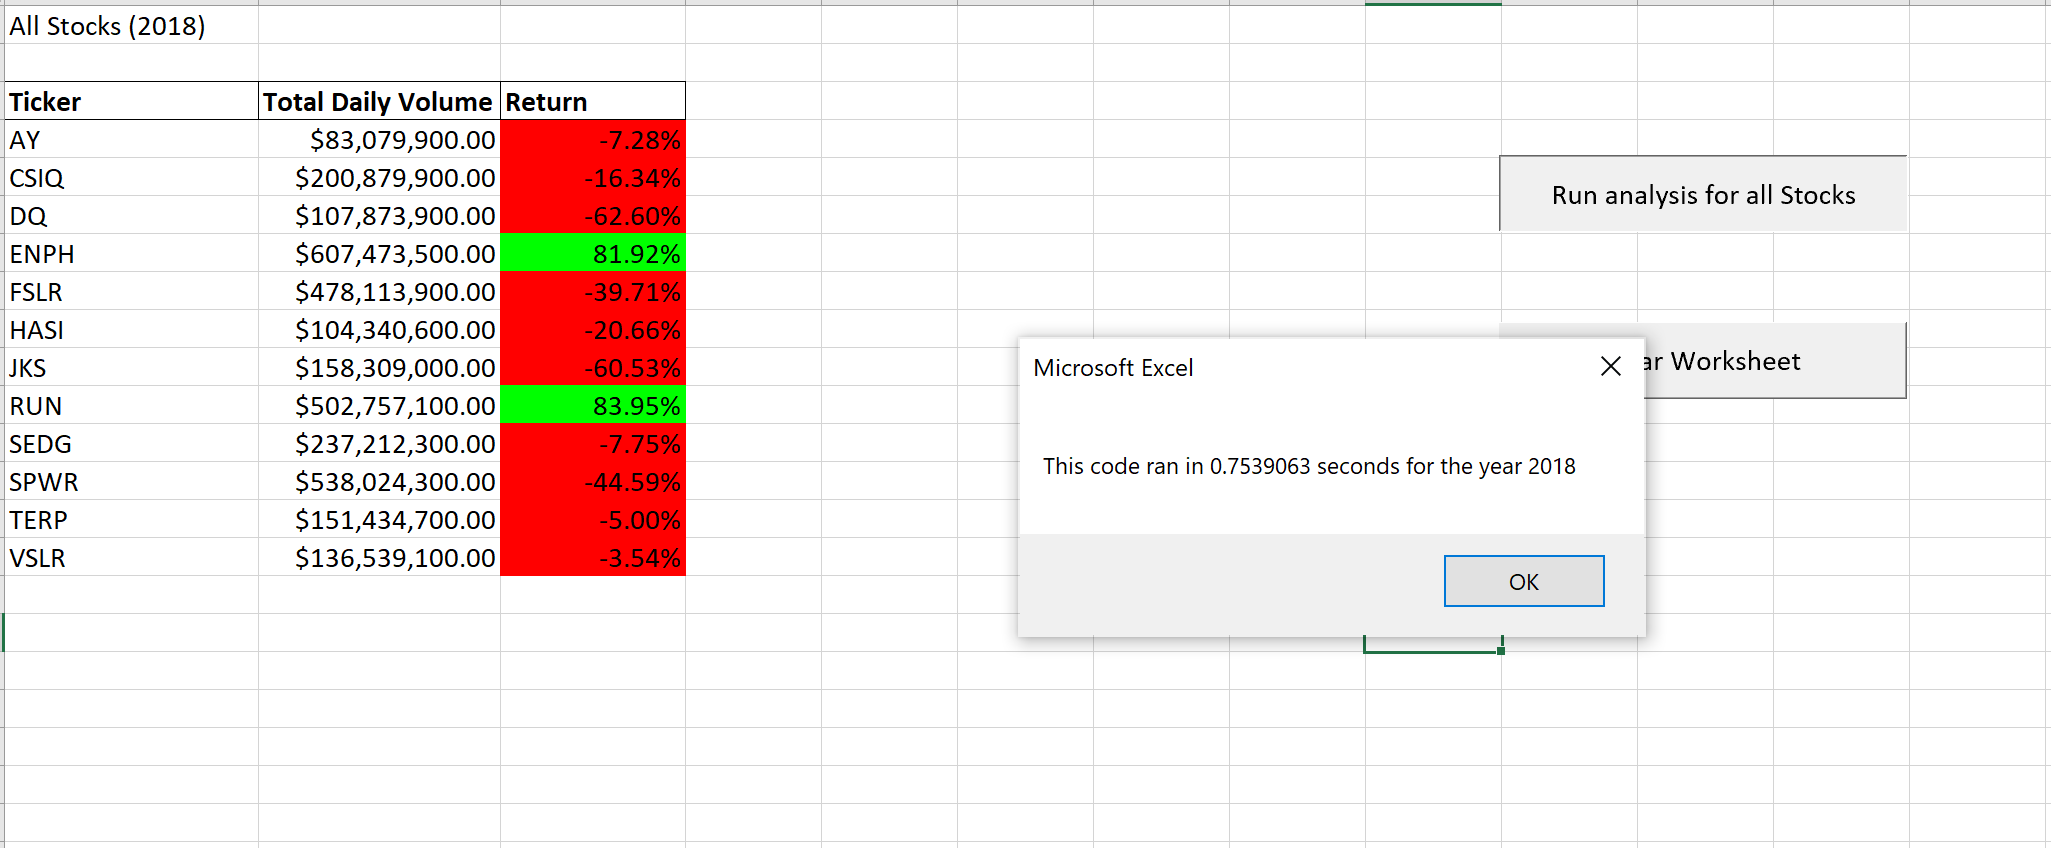 All Stocks (2018)
Ticker Total Daily Volume Return
AY $83,079,900.00 -7.28%
CSIQ $200,879,900.00 -16.34%
DQ $107,873,900.00 -62.60%
ENPH $607,473,500.00 81.92%
FSLR $478,113,900.00 -39.71%
HASI $104,340,600.00 -20.66%
JKS $158,309,000.00 -60.53%
RUN $502,757,100.00 83.95%
SEDG $237,212,300.00 -7.75%
SPWR $538,024,300.00 -44.59%
TERP $151,434,700.00 -5.00%
VSLR $136,539,100.00 -3.54%
Run analysis for all Stocks
ar Worksheet
Microsoft Excel
This code ran in 0.7539063 seconds for the year 2018
OK